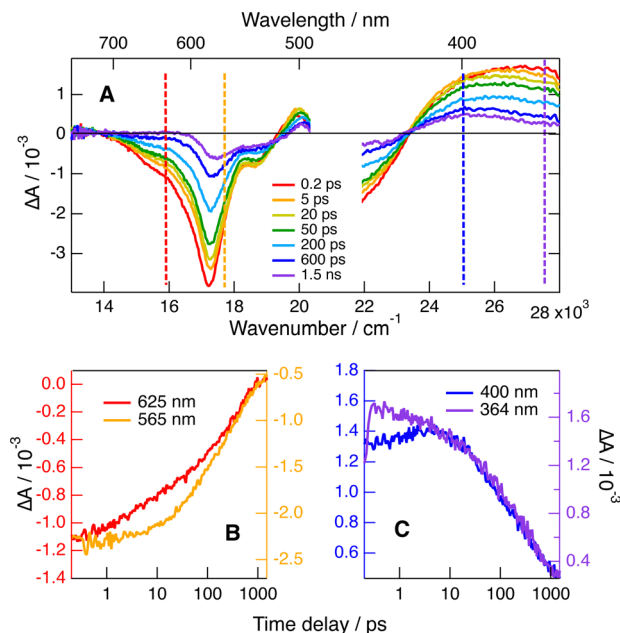 Wavelength / nm
700 600 500 400
A
ΔA / 10⁻³
1
0
-1
-2
-3
0.2 ps
5 ps
20 ps
50 ps
200 ps
600 ps
1.5 ns
14 16 18 20 22 24 26 28 x10³
Wavenumber / cm⁻¹
ΔA / 10⁻³
0.0
-0.2
-0.4
-0.6
-0.8
-1.0
-1.2
-1.4
625 nm
565 nm
B
-0.5
-1.0
-1.5
-2.0
-2.5
1 10 100 1000
1.8
1.6
1.4
1.2
1.0
0.8
0.6
400 nm
364 nm
C
1.6
1.2
0.8
0.4
ΔA / 10⁻³
1 10 100 1000
Time delay / ps